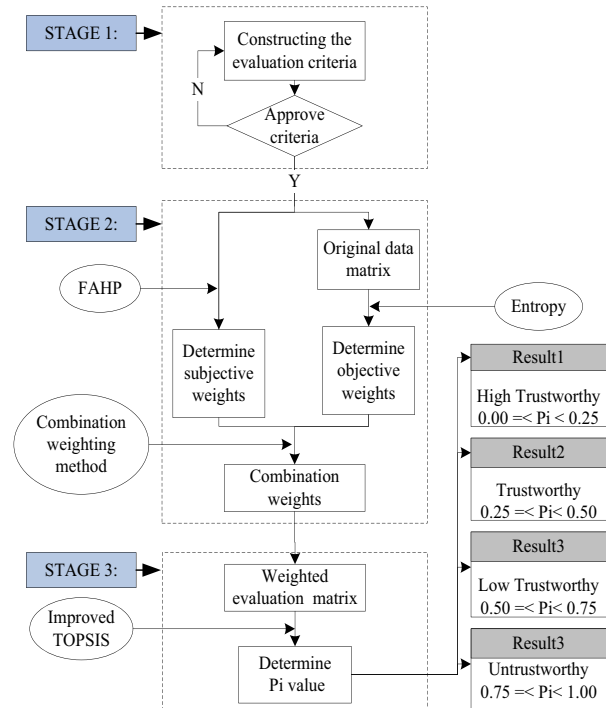 STAGE 1:
Constructing the
evaluation criteria
N
Approve
criteria
Y
STAGE 2:
Original data
matrix
FAHP
Entropy
Determine
subjective
weights
Determine
objective
weights
Combination
weighting
method
Combination
weights
STAGE 3:
Weighted
evaluation matrix
Improved
TOPSIS
Determine
Pi value
Result1
High Trustworthy
0.00 =< Pi < 0.25
Result2
Trustworthy
0.25 =< Pi< 0.50
Result3
Low Trustworthy
0.50 =< Pi< 0.75
Result3
Untrustworthy
0.75 =< Pi< 1.00